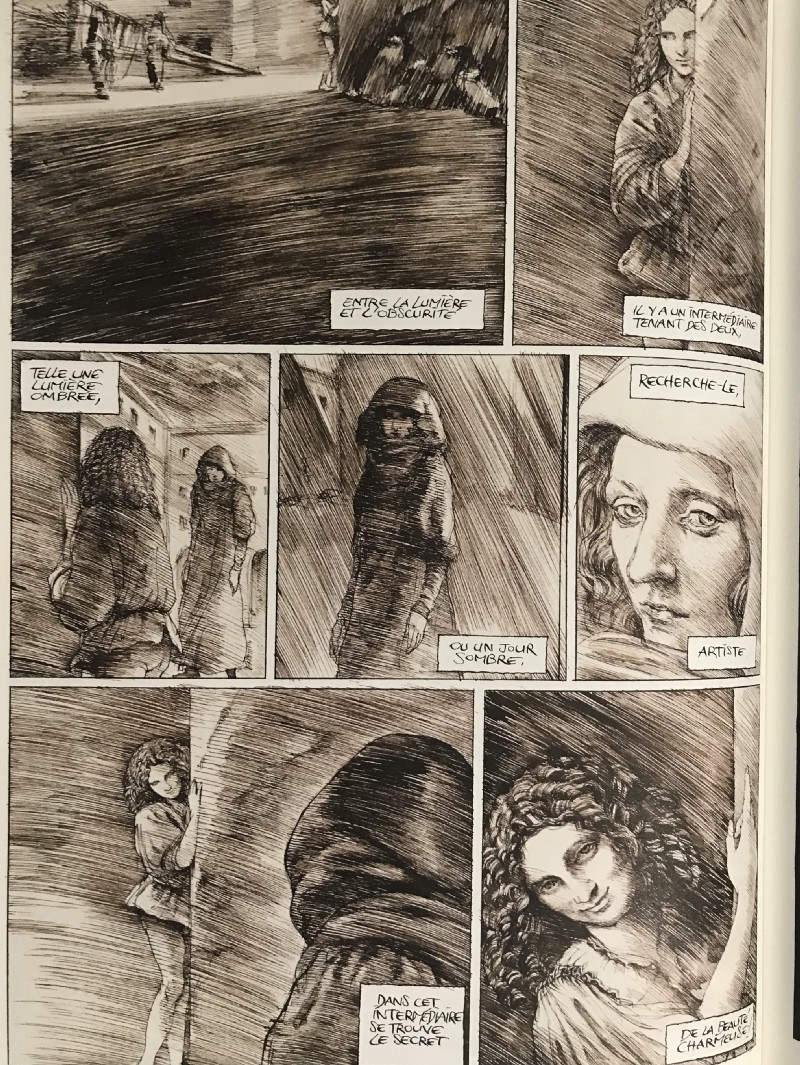 ENTRE LA LUMIÈRE
ET L'OBSCURITÉ
IL Y A UN INTERMÉDIAIRE
TENANT DES DEUX,
TELLE UNE
LUMIÈRE
OMBRÉE,
OU UN JOUR
SOMBRE,
RECHERCHE-LE,
ARTISTE
DANS CET
INTERMÉDIAIRE
SE TROUVE
LE SECRET
DE LA BEAUTÉ
CHARMEUSE!